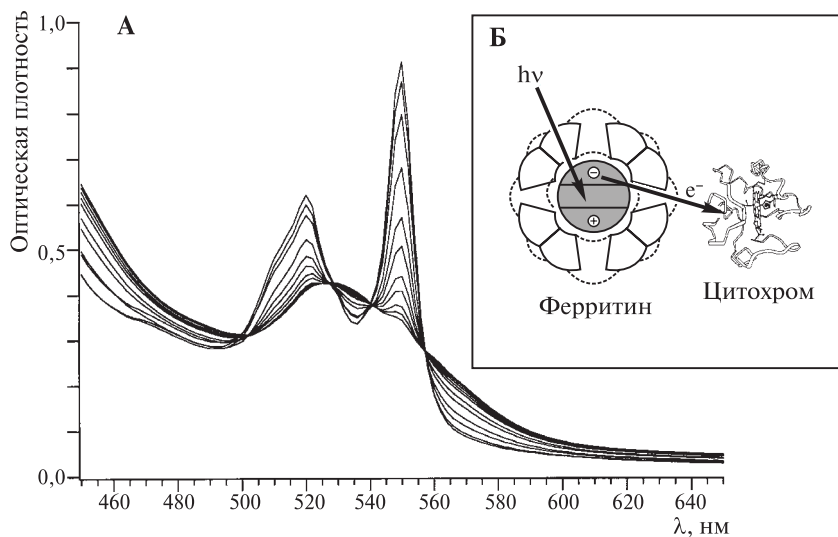 А
Оптическая плотность
1,0
0,5
0,0
460 480 500 520 540 560 580 600 620 640
λ, нм
Б
hν
−
e⁻
+
Ферритин
Цитохром